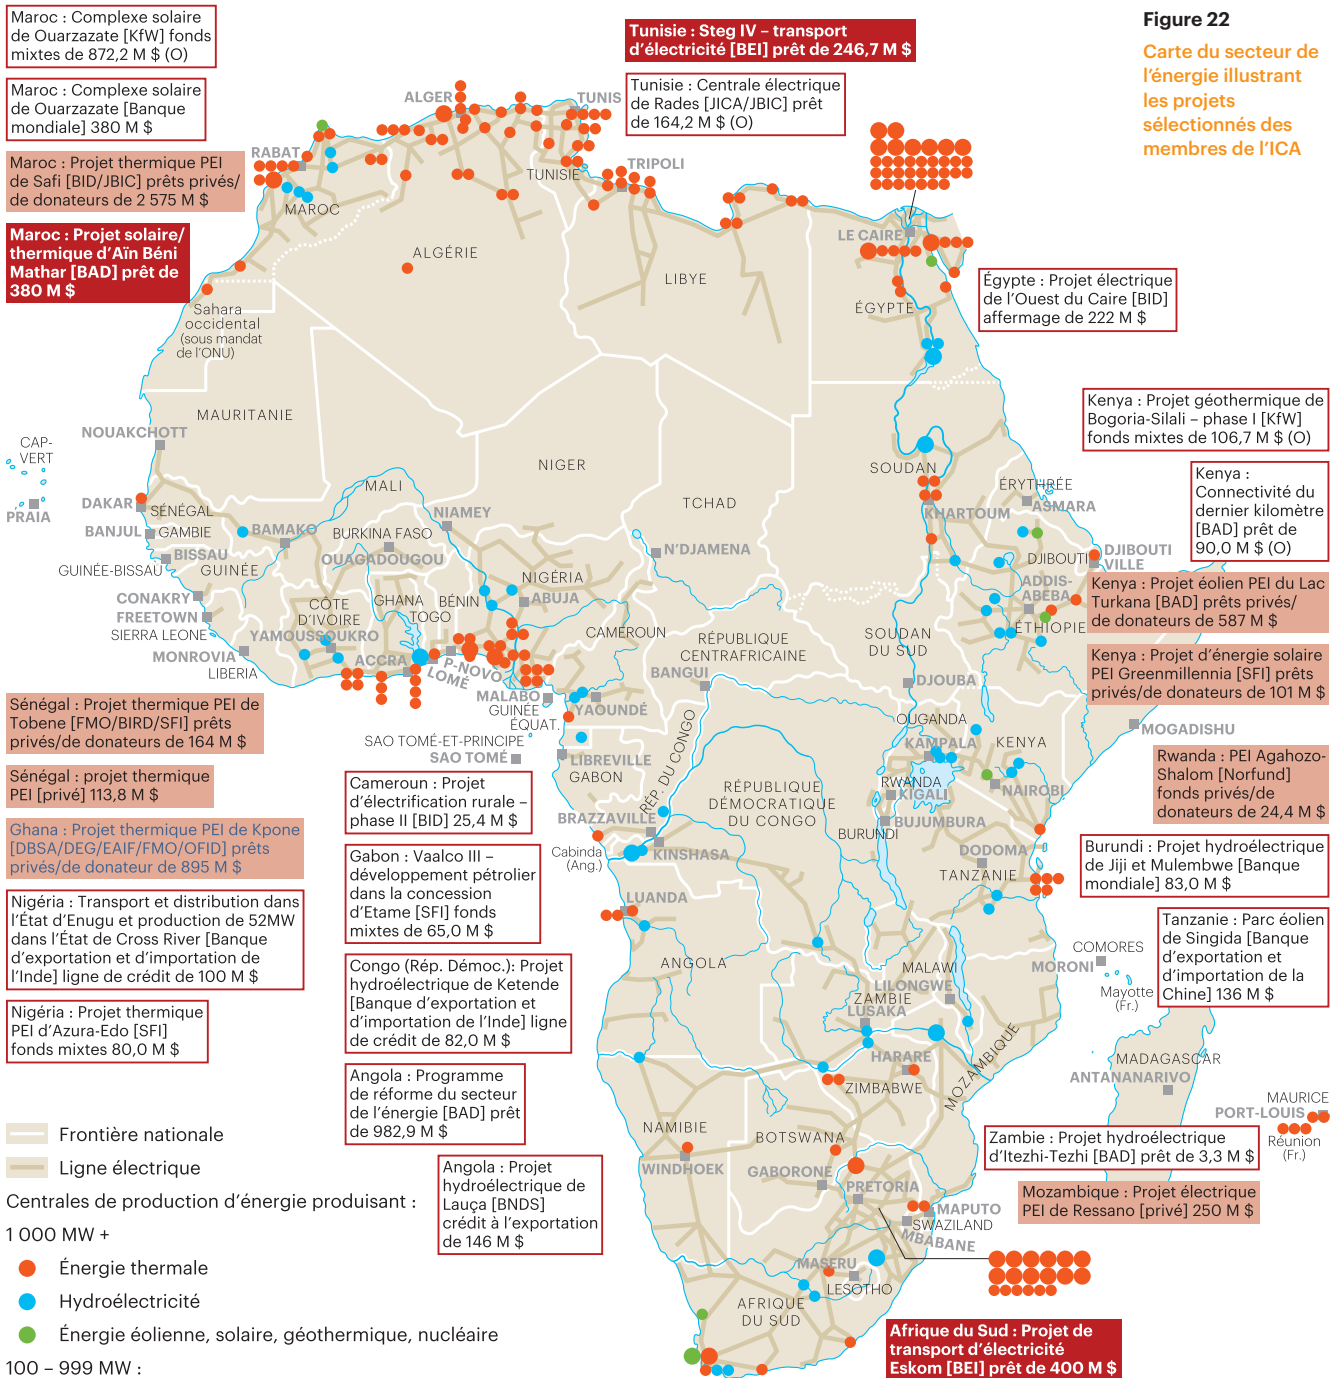 Maroc : Complexe solaire
de Ouarzazate [KfW] fonds
mixtes de 872,2 M $ (O)
Maroc : Complexe solaire
de Ouarzazate [Banque
mondiale] 380 M $
Maroc : Projet thermique PEI
de Safi [BID/JBIC] prêts privés/
de donateurs de 2 575 M $
Maroc : Projet solaire/
thermique d’Aïn Béni
Mathar [BAD] prêt de
380 M $
Tunisie : Steg IV – transport
d’électricité [BEI] prêt de 246,7 M $
Tunisie : Centrale électrique
de Rades [JICA/JBIC] prêt
de 164,2 M $ (O)
Figure 22
Carte du secteur de
l’énergie illustrant
les projets
sélectionnés des
membres de l’ICA
ALGER
TUNIS
RABAT
TUNISIE
TRIPOLI
MAROC
LE CAIRE
ALGÉRIE
LIBYE
ÉGYPTE
Égypte : Projet électrique
de l’Ouest du Caire [BID]
affermage de 222 M $
Sahara
occidental
(sous mandat
de l’ONU)
MAURITANIE
NOUAKCHOTT
CAP-
VERT
PRAIA
NIGER
MALI
TCHAD
SOUDAN
ÉRYTHRÉE
ASMARA
KHARTOUM
Kenya : Projet géothermique de
Bogoria-Silali – phase I [KfW]
fonds mixtes de 106,7 M $ (O)
Kenya :
Connectivité du
dernier kilomètre
[BAD] prêt de
90,0 M $ (O)
DAKAR
SÉNÉGAL
BANJUL
GAMBIE
BAMAKO
BURKINA FASO
NIAMEY
BISSAU
OUAGADOUGOU
N’DJAMENA
DJIBOUTI
DJIBOUTI
VILLE
GUINÉE-BISSAU
GUINÉE
NIGÉRIA
ADDIS-
ABEBA
CONAKRY
CÔTE
D’IVOIRE
GHANA
TOGO
BÉNIN
ABUJA
FREETOWN
SIERRA LEONE
YAMOUSSOUKRO
CAMEROUN
RÉPUBLIQUE
CENTRAFRICAINE
SOUDAN
DU SUD
ÉTHIOPIE
Kenya : Projet éolien PEI du Lac
Turkana [BAD] prêts privés/
de donateurs de 587 M $
Kenya : Projet d’énergie solaire
PEI Greenmillennia [SFI] prêts
privés/de donateurs de 101 M $
MONROVIA
LIBERIA
ACCRA
P-NOVO
LOMÉ
BANGUI
DJOUBA
MALABO
GUINÉE
ÉQUAT.
YAOUNDÉ
SAO TOMÉ-ET-PRINCIPE
SAO TOMÉ
LIBREVILLE
GABON
RÉP. DU CONGO
OUGANDA
KAMPALA
KENYA
MOGADISHU
Sénégal : Projet thermique PEI de
Tobene [FMO/BIRD/SFI] prêts
privés/de donateurs de 164 M $
Sénégal : projet thermique
PEI [privé] 113,8 M $
Ghana : Projet thermique PEI de Kpone
[DBSA/DEG/EAIF/FMO/OFID] prêts
privés/de donateur de 895 M $
Nigéria : Transport et distribution dans
l’État d’Enugu et production de 52MW
dans l’État de Cross River [Banque
d’exportation et d’importation de
l’Inde] ligne de crédit de 100 M $
Nigéria : Projet thermique
PEI d’Azura-Edo [SFI]
fonds mixtes 80,0 M $
Cameroun : Projet
d’électrification rurale –
phase II [BID] 25,4 M $
Gabon : Vaalco III –
développement pétrolier
dans la concession
d’Etame [SFI] fonds
mixtes de 65,0 M $
Congo (Rép. Démoc.): Projet
hydroélectrique de Ketende
[Banque d’exportation et
d’importation de l’Inde] ligne
de crédit de 82,0 M $
Angola : Programme
de réforme du secteur
de l’énergie [BAD] prêt
de 982,9 M $
Angola : Projet
hydroélectrique de
Lauça [BNDS]
crédit à l’exportation
de 146 M $
RÉPUBLIQUE
DÉMOCRATIQUE
DU CONGO
RWANDA
KIGALI
NAIROBI
BRAZZAVILLE
KINSHASA
Cabinda
(Ang.)
BURUNDI
BUJUMBURA
DODOMA
TANZANIE
Rwanda : PEI Agahozo-
Shalom [Norfund]
fonds privés/de
donateurs de 24,4 M $
Burundi : Projet hydroélectrique
de Jiji et Mulembwe [Banque
mondiale] 83,0 M $
Tanzanie : Parc éolien
de Singida [Banque
d’exportation et
d’importation de la
Chine] 136 M $
LUANDA
ANGOLA
MALAWI
LILONGWE
ZAMBIE
LUSAKA
COMORES
MORONI
Mayotte
(Fr.)
HARARE
ZIMBABWE
MOZAMBIQUE
MADAGASCAR
ANTANANARIVO
MAURICE
PORT-LOUIS
Réunion
(Fr.)
NAMIBIE
WINDHOEK
BOTSWANA
GABORONE
PRETORIA
MAPUTO
SWAZILAND
MBABANE
MASERU
LESOTHO
AFRIQUE
DU SUD
Zambie : Projet hydroélectrique
d’Itezhi-Tezhi [BAD] prêt de 3,3 M $
Mozambique : Projet électrique
PEI de Ressano [privé] 250 M $
Afrique du Sud : Projet de
transport d’électricité
Eskom [BEI] prêt de 400 M $
Frontière nationale
Ligne électrique
Centrales de production d’énergie produisant :
1 000 MW +
Énergie thermale
Hydroélectricité
Énergie éolienne, solaire, géothermique, nucléaire
100 – 999 MW :